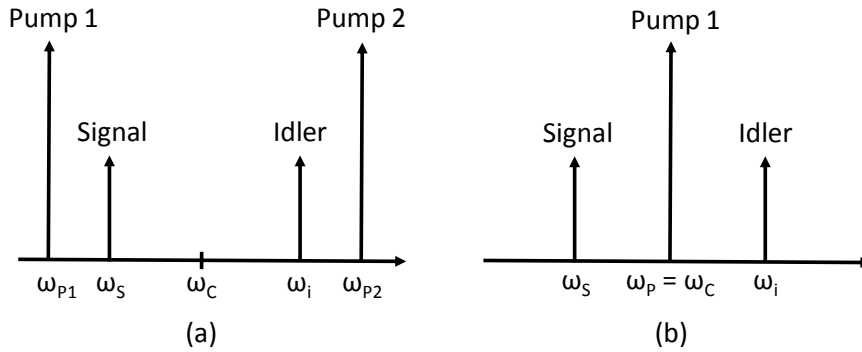 Pump 1
Pump 2
Signal
Idler
ω_P1 ω_S ω_C ω_i ω_P2
(a)
Pump 1
Signal
Idler
ω_S ω_P = ω_C ω_i
(b)